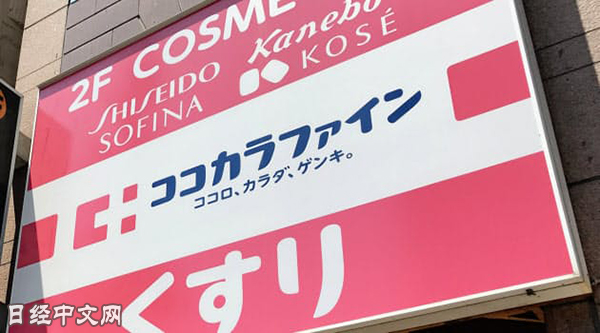 2F COSME
SHISEIDO
Kanebo
SOFINA
KOSÉ
ココカラファイン
ココロ、カラダ、ゲンキ。
くすり
日经中文网